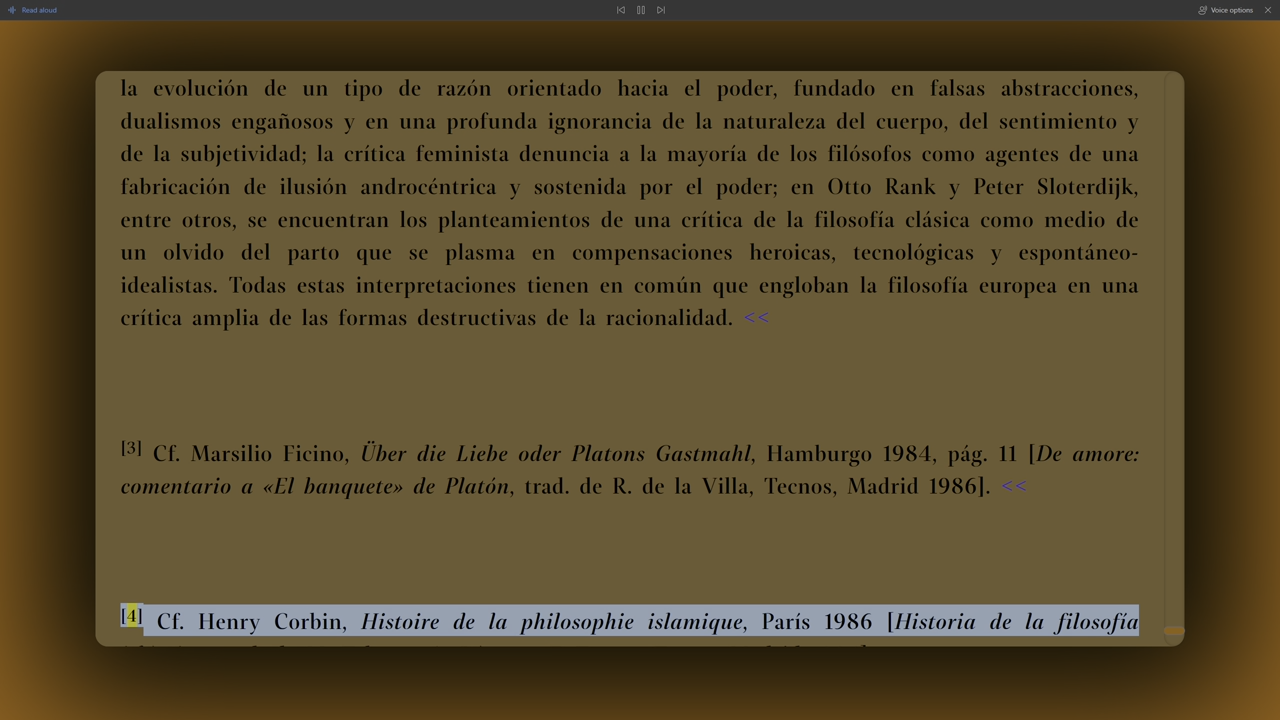 Read aloud
Voice options
la evolución de un tipo de razón orientado hacia el poder, fundado en falsas abstracciones,
dualismos engañosos y en una profunda ignorancia de la naturaleza del cuerpo, del sentimiento y
de la subjetividad; la crítica feminista denuncia a la mayoría de los filósofos como agentes de una
fabricación de ilusión androcéntrica y sostenida por el poder; en Otto Rank y Peter Sloterdijk,
entre otros, se encuentran los planteamientos de una crítica de la filosofía clásica como medio de
un olvido del parto que se plasma en compensaciones heroicas, tecnológicas y espontáneo-
idealistas. Todas estas interpretaciones tienen en común que engloban la filosofía europea en una
crítica amplia de las formas destructivas de la racionalidad. <<
[3] Cf. Marsilio Ficino, Über die Liebe oder Platons Gastmahl, Hamburgo 1984, pág. 11 [De amore:
comentario a «El banquete» de Platón, trad. de R. de la Villa, Tecnos, Madrid 1986]. <<
[4] Cf. Henry Corbin, Histoire de la philosophie islamique, París 1986 [Historia de la filosofía